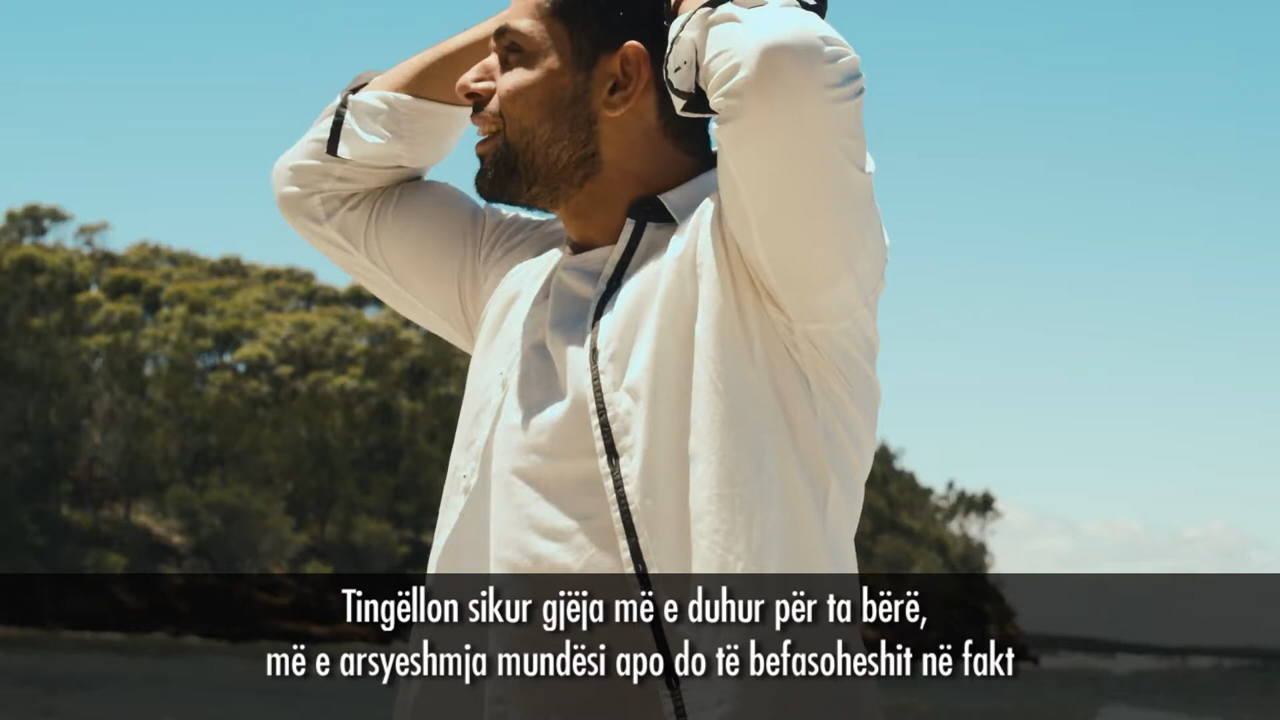 Tingëllon sikur gjëja më e duhur për ta bërë,
më e arsyeshmja mundësi apo do të befasoheshit në fakt